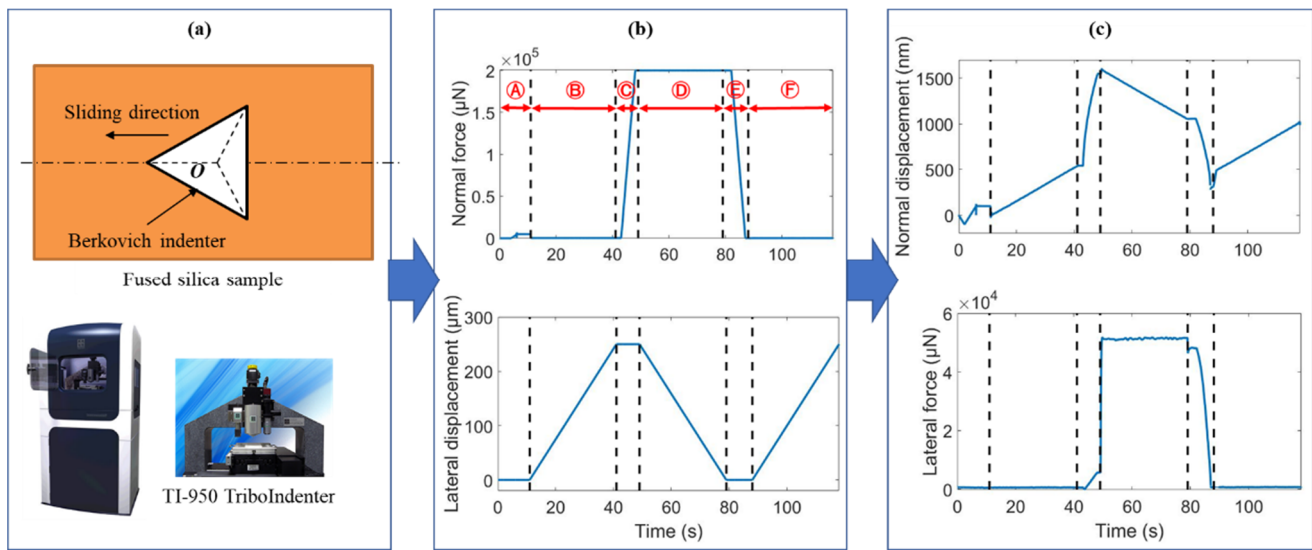 (a)
Sliding direction
O
Berkovich indenter
Fused silica sample
TI-950 TriboIndenter
(b)
×10⁵
Normal force (µN)
2
1.5
1
0.5
0
Ⓐ Ⓑ Ⓒ Ⓓ Ⓔ Ⓕ
0 20 40 60 80 100
Lateral displacement (µm)
300
200
100
0
0 20 40 60 80 100
Time (s)
(c)
Normal displacement (nm)
1500
1000
500
0
0 20 40 60 80 100
×10⁴
Lateral force (µN)
6
4
2
0
0 20 40 60 80 100
Time (s)